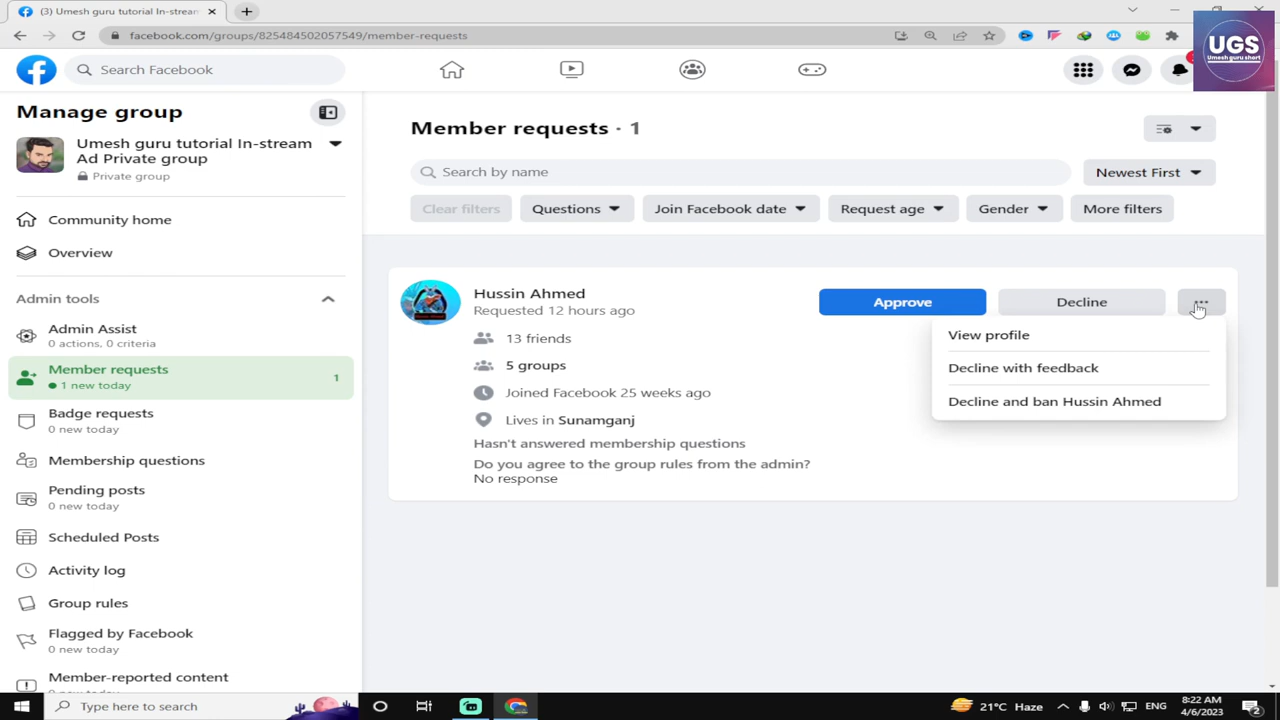 (3) Umesh guru tutorial In-stream
facebook.com/groups/825484502057549/member-requests
UGS
Umesh guru short
Search Facebook
Manage group
Umesh guru tutorial In-stream
Ad Private group
Private group
Community home
Overview
Admin tools
Admin Assist
0 actions, 0 criteria
Member requests
1 new today
1
Badge requests
0 new today
Membership questions
Pending posts
0 new today
Scheduled Posts
Activity log
Group rules
Flagged by Facebook
0 new today
Member-reported content
0 new today
Member requests · 1
Search by name
Newest First
Clear filters
Questions
Join Facebook date
Request age
Gender
More filters
Hussin Ahmed
Requested 12 hours ago
Approve
Decline
View profile
Decline with feedback
Decline and ban Hussin Ahmed
13 friends
5 groups
Joined Facebook 25 weeks ago
Lives in Sunamganj
Hasn't answered membership questions
Do you agree to the group rules from the admin?
No response
Type here to search
21°C Haze
ENG
8:22 AM
4/6/2023
2